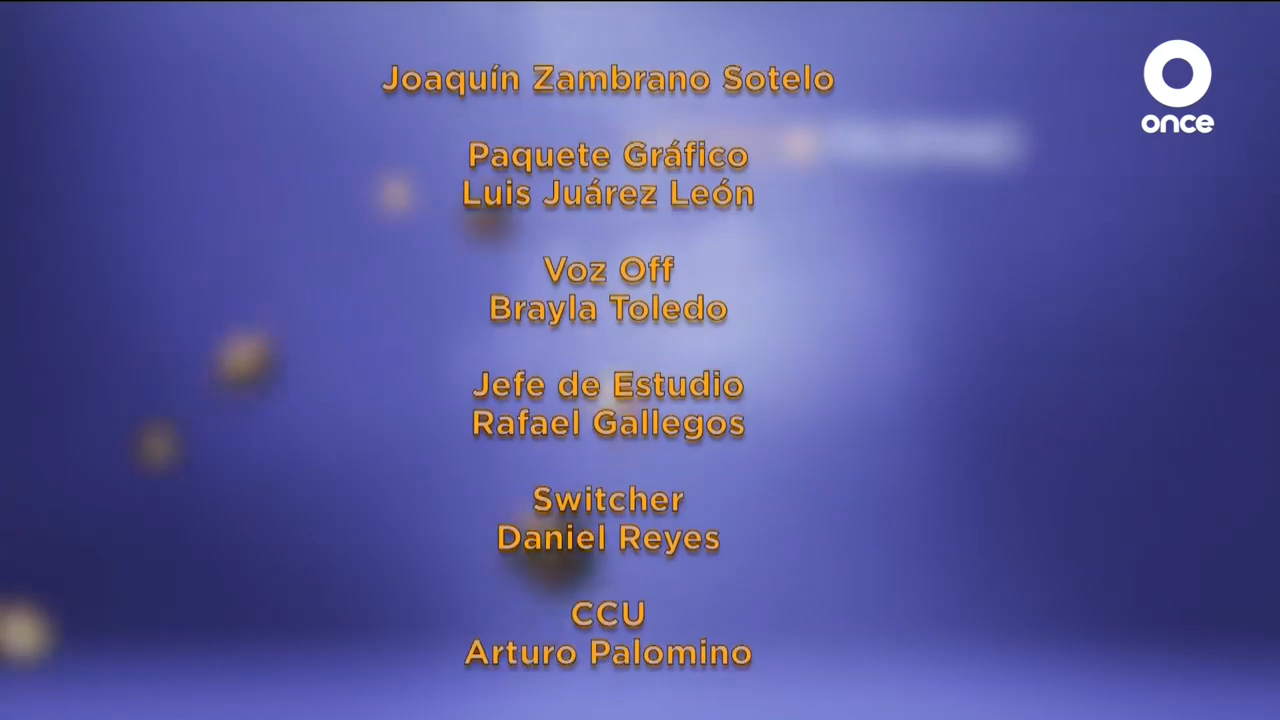 Joaquín Zambrano Sotelo
once
Paquete Gráfico
Luis Juárez León
Voz Off
Brayla Toledo
Jefe de Estudio
Rafael Gallegos
Switcher
Daniel Reyes
CCU
Arturo Palomino